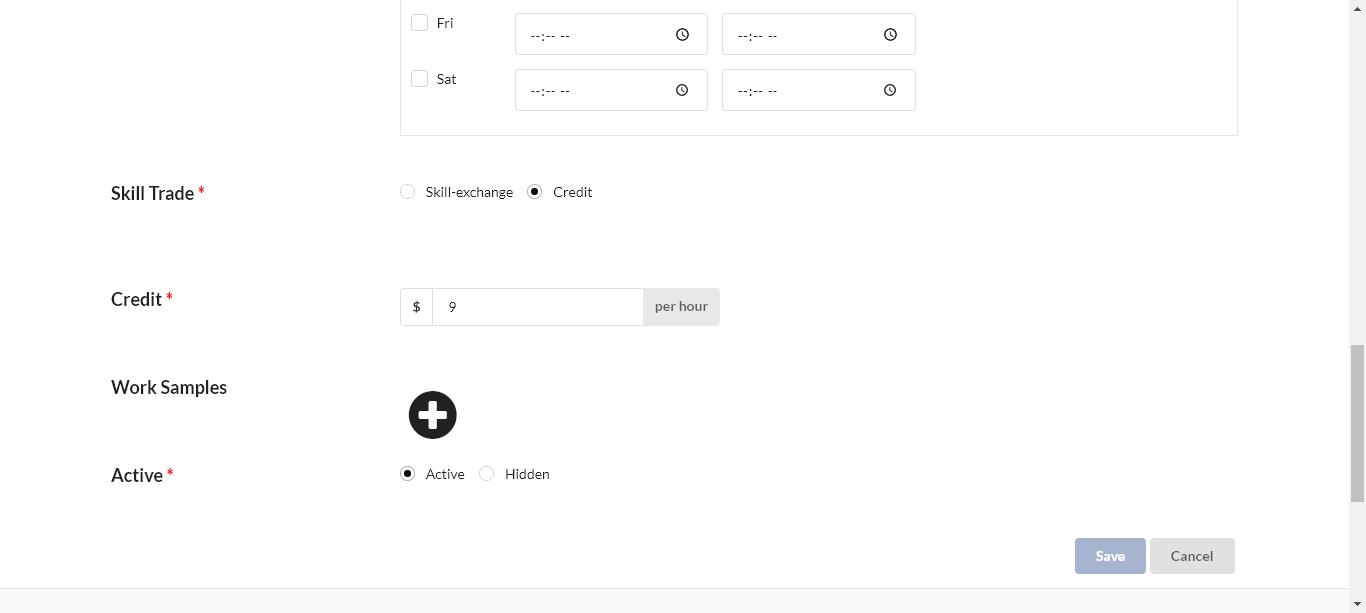 Fri --:-- -- --:-- --
Sat --:-- -- --:-- --
Skill Trade * Skill-exchange Credit
Credit * $ 9 per hour
Work Samples
Active * Active Hidden
Save Cancel